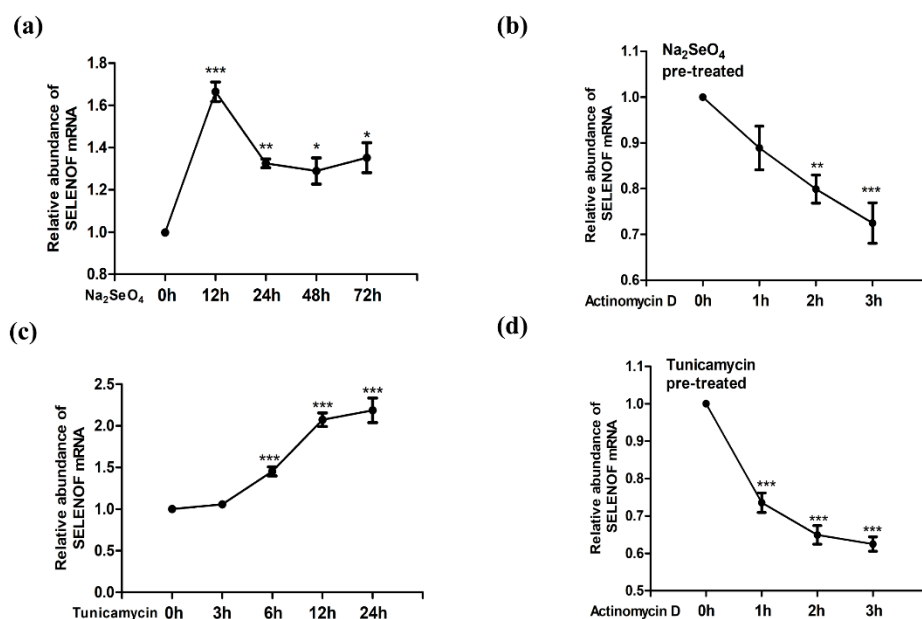 (a)
Relative abundance of
SELENOF mRNA
1.8
1.6
1.4
1.2
1.0
0.8
***
**
*
*
Na₂SeO₄ 0h 12h 24h 48h 72h
(b)
Relative abundance of
SELENOF mRNA
1.1
1.0
0.9
0.8
0.7
0.6
Na₂SeO₄
pre-treated
**
***
Actinomycin D 0h 1h 2h 3h
(c)
Relative abundance of
SELENOF mRNA
2.5
2.0
1.5
1.0
0.5
0.0
***
***
***
Tunicamycin 0h 3h 6h 12h 24h
(d)
Relative abundance of
SELENOF mRNA
1.1
1.0
0.9
0.8
0.7
0.6
0.5
Tunicamycin
pre-treated
***
***
***
Actinomycin D 0h 1h 2h 3h